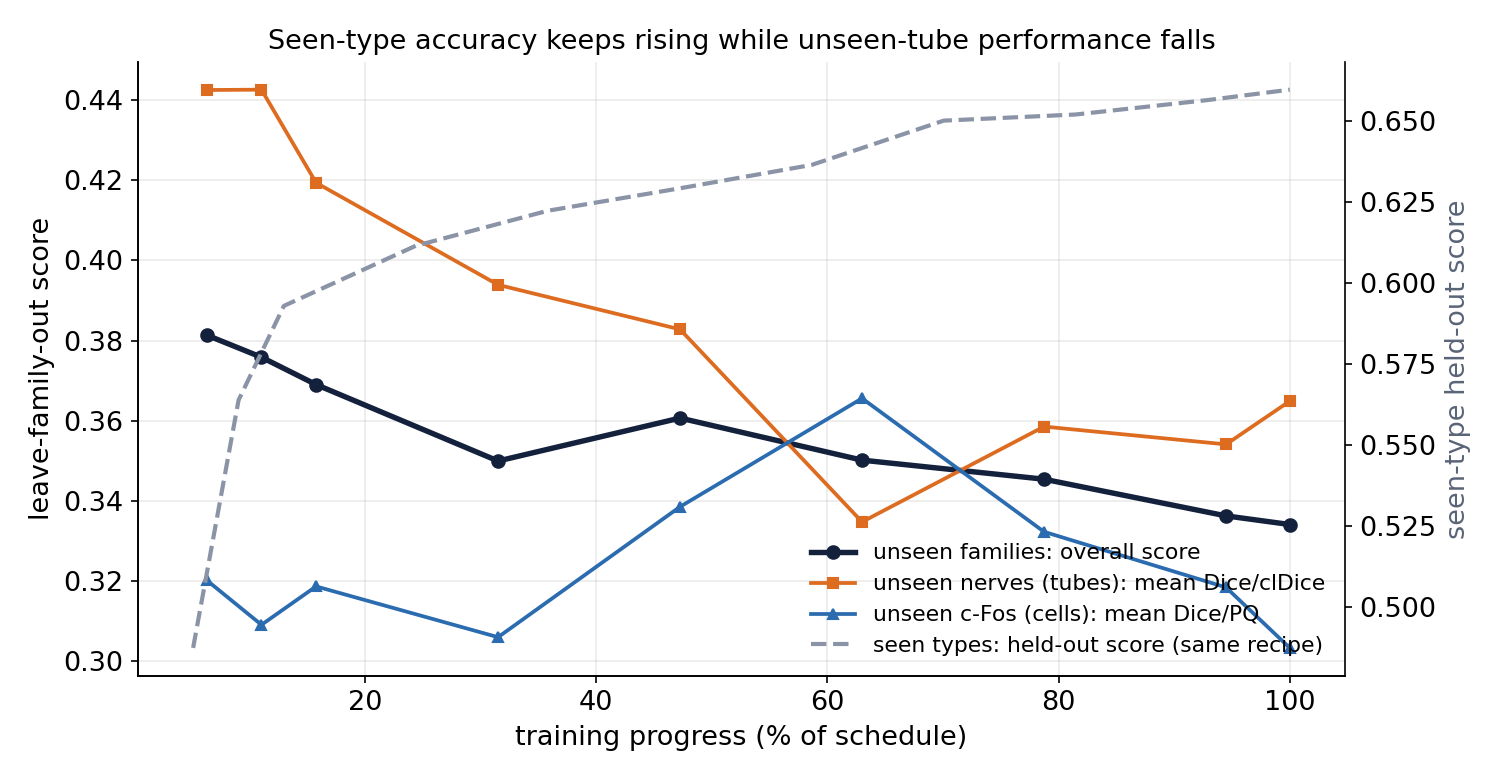 Seen-type accuracy keeps rising while unseen-tube performance falls
leave-family-out score
0.44
0.42
0.40
0.38
0.36
0.34
0.32
0.30
0.650
0.625
0.600
0.575
0.550
0.525
0.500
seen-type held-out score
unseen families: overall score
unseen nerves (tubes): mean Dice/clDice
unseen c-Fos (cells): mean Dice/PQ
seen types: held-out score (same recipe)
20 40 60 80 100
training progress (% of schedule)